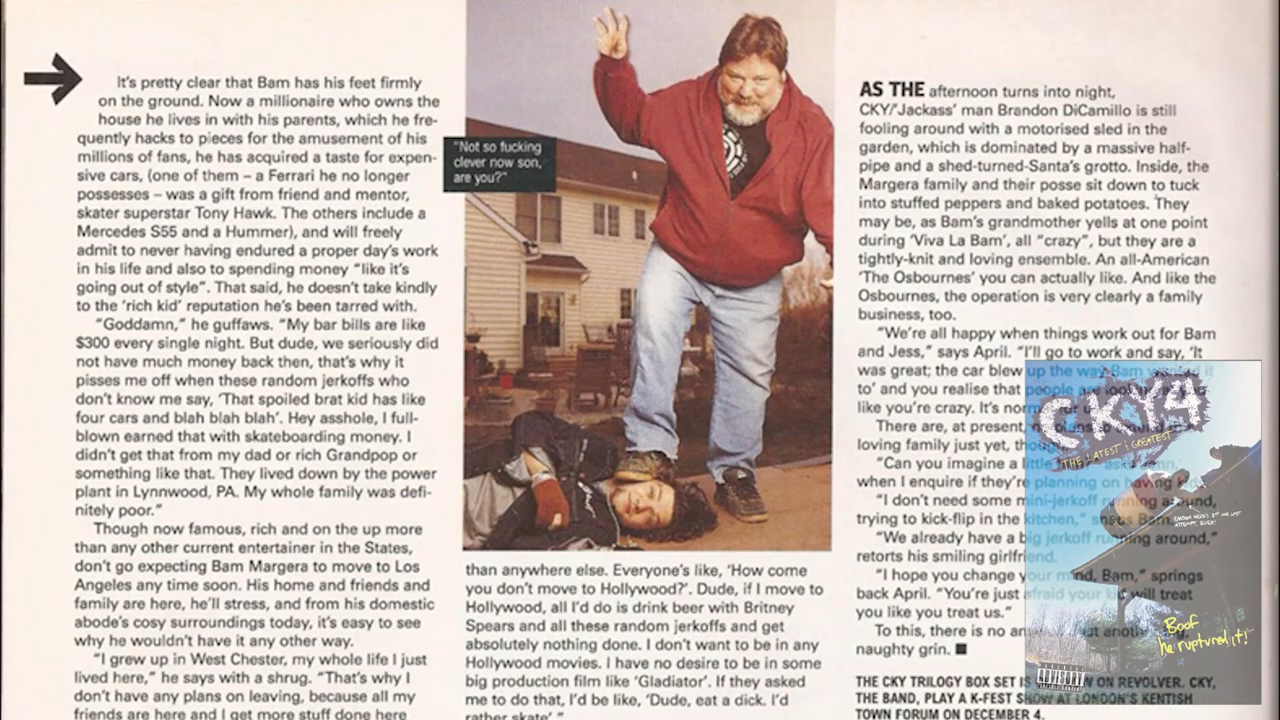 It's pretty clear that Bam has his feet firmly
on the ground. Now a millionaire who owns the
house he lives in with his parents, which he fre-
quently hacks to pieces for the amusement of his
millions of fans, he has acquired a taste for expen-
sive cars, (one of them – a Ferrari he no longer
possesses – was a gift from friend and mentor,
skater superstar Tony Hawk. The others include a
Mercedes S55 and a Hummer), and will freely
admit to never having endured a proper day's work
in his life and also to spending money "like it's
going out of style". That said, he doesn't take kindly
to the 'rich kid' reputation he's been tarred with.
"Goddamn," he guffaws. "My bar bills are like
$300 every single night. But dude, we seriously did
not have much money back then, that's why it
pisses me off when these random jerkoffs who
don't know me say, 'That spoiled brat kid has like
four cars and blah blah blah'. Hey asshole, I full-
blown earned that with skateboarding money. I
didn't get that from my dad or rich Grandpop or
something like that. They lived down by the power
plant in Lynnwood, PA. My whole family was defi-
nitely poor."
Though now famous, rich and on the up more
than any other current entertainer in the States,
don't go expecting Bam Margera to move to Los
Angeles any time soon. His home and friends and
family are here, he'll stress, and from his domestic
abode's cosy surroundings today, it's easy to see
why he wouldn't have it any other way.
"I grew up in West Chester, my whole life I just
lived here," he says with a shrug. "That's why I
don't have any plans on leaving, because all my
friends are here and I get more stuff done here
"Not so fucking
clever now son,
are you?"
than anywhere else. Everyone's like, 'How come
you don't move to Hollywood?'. Dude, if I move to
Hollywood, all I'd do is drink beer with Britney
Spears and all these random jerkoffs and get
absolutely nothing done. I don't want to be in any
Hollywood movies. I have no desire to be in some
big production film like 'Gladiator'. If they asked
me to do that, I'd be like, 'Dude, eat a dick. I'd
rather skate'."
AS THE afternoon turns into night,
CKY/'Jackass' man Brandon DiCamillo is still
fooling around with a motorised sled in the
garden, which is dominated by a massive half-
pipe and a shed-turned-Santa's grotto. Inside, the
Margera family and their posse sit down to tuck
into stuffed peppers and baked potatoes. They
may be, as Bam's grandmother yells at one point
during 'Viva La Bam', all "crazy", but they are a
tightly-knit and loving ensemble. An all-American
'The Osbournes' you can actually like. And like the
Osbournes, the operation is very clearly a family
business, too.
"We're all happy when things work out for Bam
and Jess," says April. "I'll go to work and say, 'It
was great; the car blew up the way Bam wanted it
to' and you realise that people are
like you're crazy. It's
There are, at present,
loving family just yet,
"Can you imagine a little
when I enquire if they're planning on having
"I don't need some mini-jerkoff running around,
trying to kick-flip in the kitchen," snaps Bam.
"We already have a big jerkoff running around,"
retorts his smiling girlfriend.
"I hope you change your mind, Bam," springs
back April. "You're just afraid your kid will treat
you like you treat us."
To this, there is no
naughty grin. ■
THE CKY TRILOGY BOX SET IS ON REVOLVER. CKY,
THE BAND, PLAY A K-FEST SHOW AT LONDON'S KENTISH
TOWN FORUM ON DECEMBER 4.
CKY4
THE LATEST & GREATEST
Boof
he ruptured it!